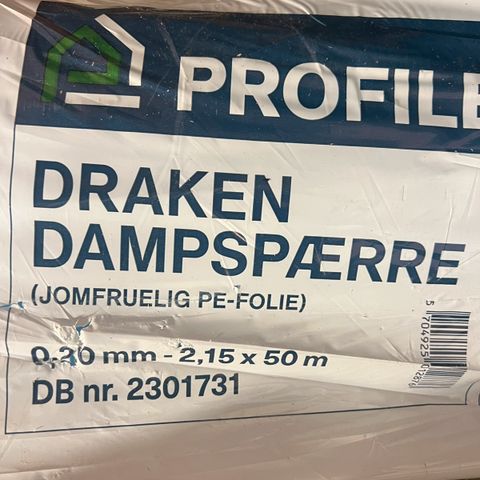 PROFILE
DRAKEN
DAMPSPÆRRE
(JOMFRUELIG PE-FOLIE)
0,20 mm - 2,15 x 50 m
DB nr. 2301731